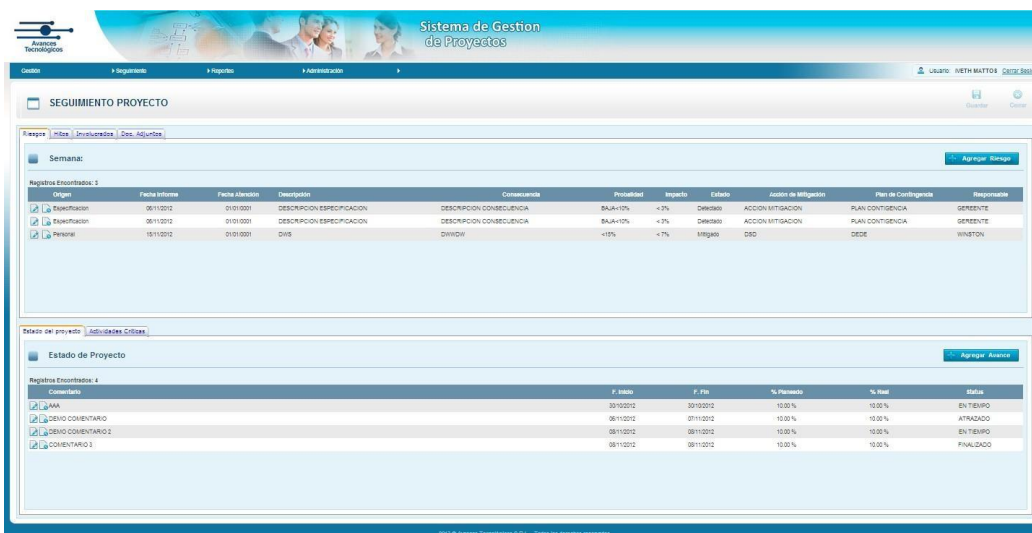 Avances
Tecnológicos
Sistema de Gestion
de Proyectos
Gestión Seguimiento Reportes Administración
Usuario: IVETH MATTOS Cerrar Sesi
SEGUIMIENTO PROYECTO
Guardar Cerrar
Riesgos Hitos Involucrados Doc. Adjuntos
Semana:
Agregar Riesgo
Registros Encontrados: 3
Origen Fecha Informe Fecha Atención Descripción Consecuencia Probalidad Impacto Estado Acción de Mitigación Plan de Contingencia Responsable
Especificacion 06/11/2012 01/01/0001 DESCRIPCION ESPECIFICACION DESCRIPCION CONSECUENCIA BAJA<10% < 3% Detectado ACCION MITIGACION PLAN CONTIGENCIA GEREENTE
Especificacion 06/11/2012 01/01/0001 DESCRIPCION ESPECIFICACION DESCRIPCION CONSECUENCIA BAJA<10% < 3% Detectado ACCION MITIGACION PLAN CONTIGENCIA GEREENTE
Personal 15/11/2012 01/01/0001 DWS DWWDW <15% < 7% Mitigado DSD DEDE WINSTON
Estado del proyecto Actividades Criticas
Estado de Proyecto
Agregar Avance
Registros Encontrados: 4
Comentario F. Inicio F. Fin % Planeado % Real Status
AAA 30/10/2012 30/10/2012 10.00 % 10.00 % EN TIEMPO
DEMO COMENTARIO 06/11/2012 07/11/2012 10.00 % 10.00 % ATRAZADO
DEMO COMENTARIO 2 08/11/2012 08/11/2012 10.00 % 10.00 % EN TIEMPO
COMENTARIO 3 08/11/2012 08/11/2012 10.00 % 10.00 % FINALIZADO